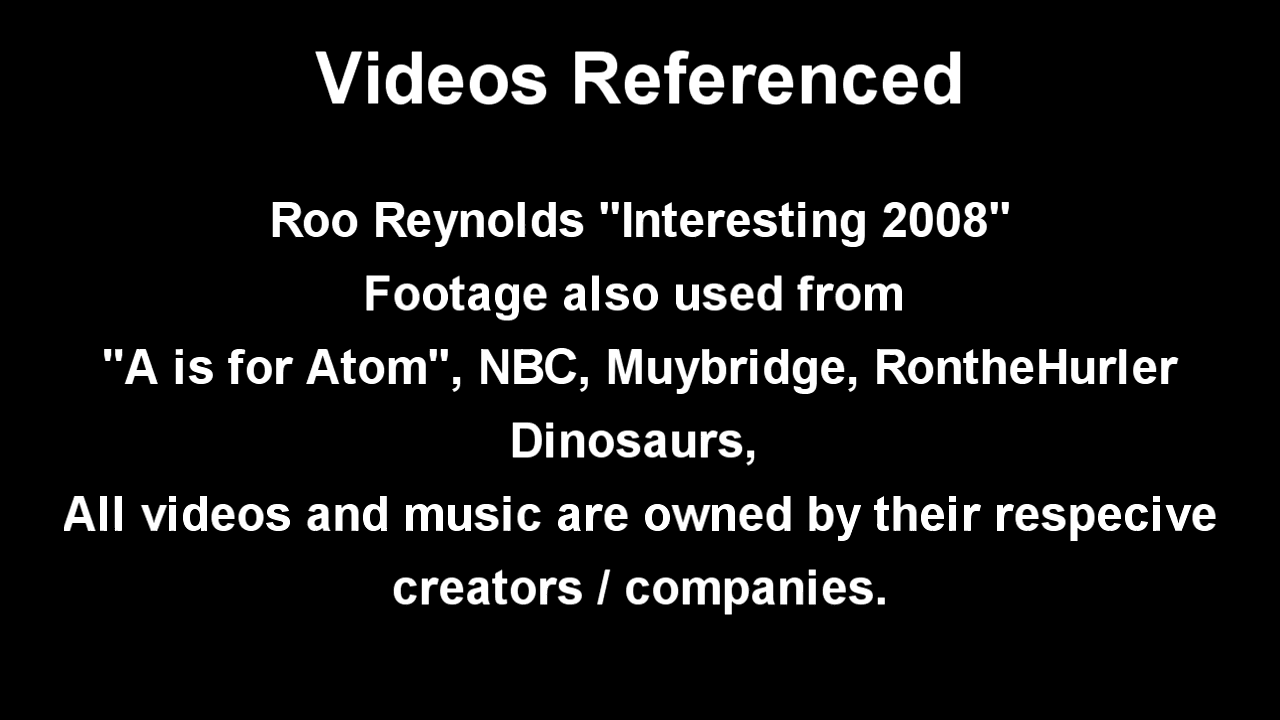 Videos Referenced
Roo Reynolds "Interesting 2008"
Footage also used from
"A is for Atom", NBC, Muybridge, RontheHurler
Dinosaurs,
All videos and music are owned by their respecive
creators / companies.